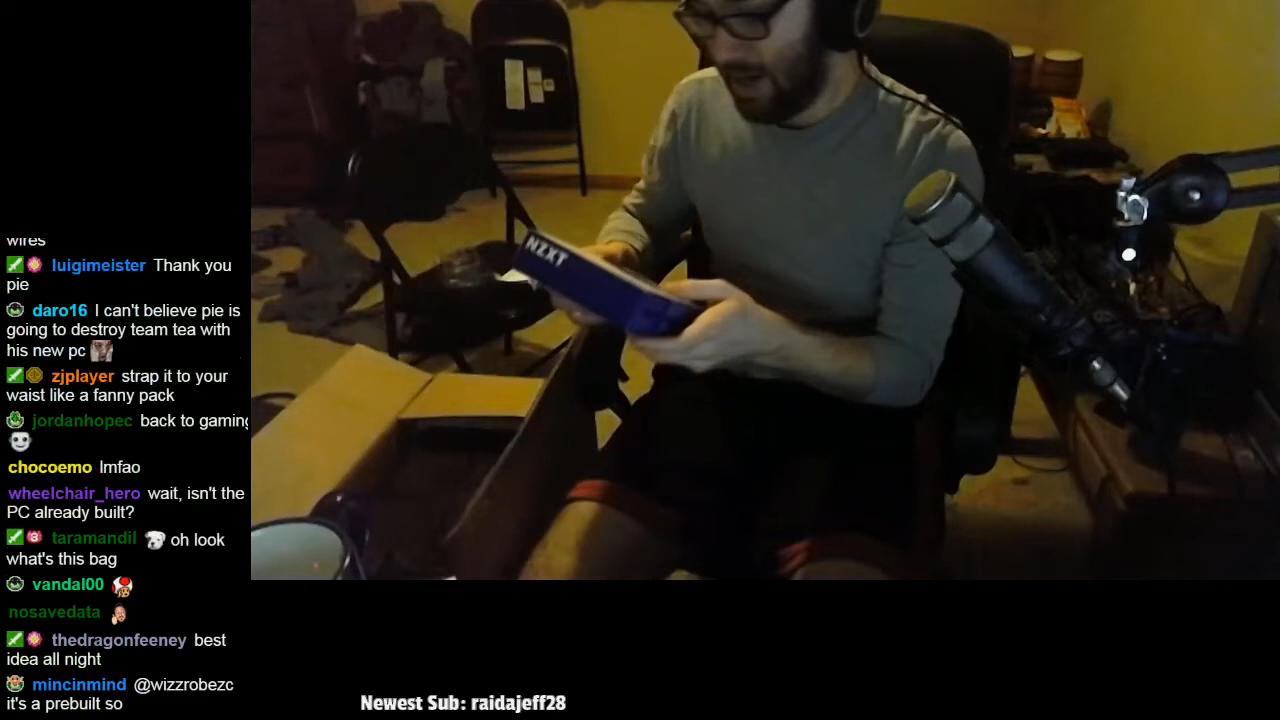 wires
luigimeister Thank you
pie
daro16 I can't believe pie is
going to destroy team tea with
his new pc
zjplayer strap it to your
waist like a fanny pack
jordanhopec back to gaming
chocoemo lmfao
wheelchair_hero wait, isn't the
PC already built?
taramandil oh look
what's this bag
vandal00
nosavedata
thedragonfeeney best
idea all night
mincinmind @wizzrobezc
it's a prebuilt so
NZXT
Newest Sub: raidajeff28